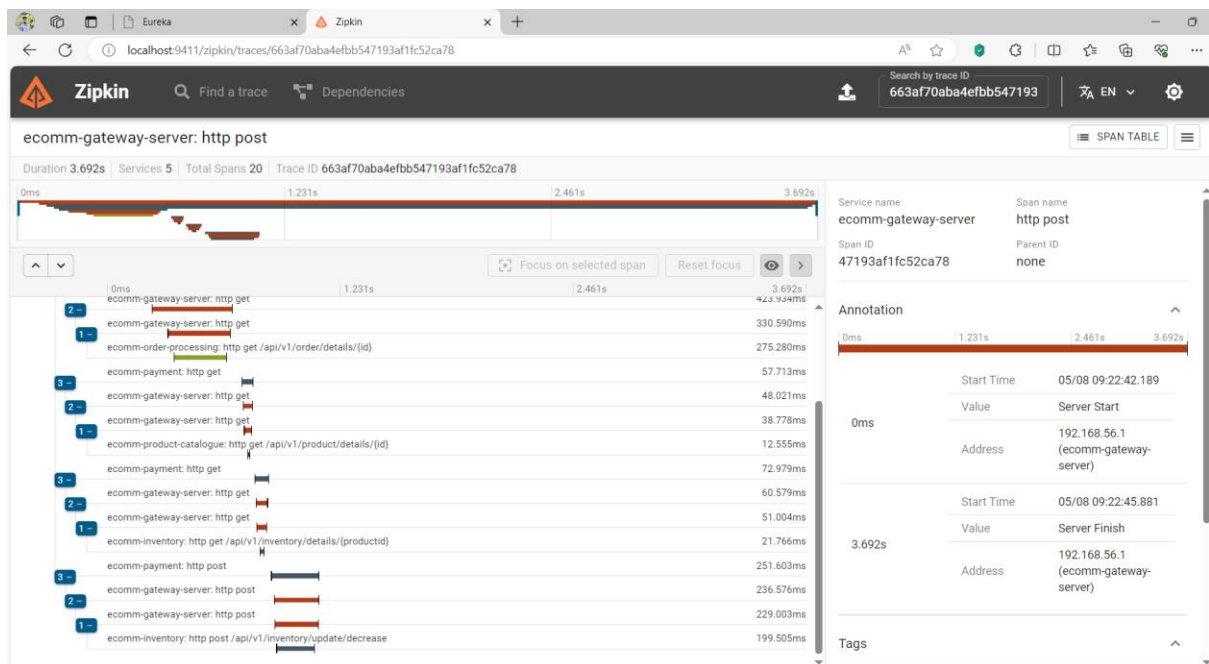 Eureka
Zipkin
localhost:9411/zipkin/traces/663af70aba4efbb547193af1fc52ca78
Zipkin
Find a trace
Dependencies
Search by trace ID
663af70aba4efbb547193
EN
ecomm-gateway-server: http post
SPAN TABLE
Duration 3.692s Services 5 Total Spans 20 Trace ID 663af70aba4efbb547193af1fc52ca78
0ms 1.231s 2.461s 3.692s
Focus on selected span Reset focus
0ms 1.231s 2.461s 3.692s
ecomm-gateway-server: http get 423.934ms
2 −
ecomm-gateway-server: http get 330.590ms
1 −
ecomm-order-processing: http get /api/v1/order/details/{id} 275.280ms
ecomm-payment: http get 57.713ms
3 −
ecomm-gateway-server: http get 48.021ms
2 −
ecomm-gateway-server: http get 38.778ms
1 −
ecomm-product-catalogue: http get /api/v1/product/details/{id} 12.555ms
ecomm-payment: http get 72.979ms
3 −
ecomm-gateway-server: http get 60.579ms
2 −
ecomm-gateway-server: http get 51.004ms
1 −
ecomm-inventory: http get /api/v1/inventory/details/{productid} 21.766ms
ecomm-payment: http post 251.603ms
3 −
ecomm-gateway-server: http post 236.576ms
2 −
ecomm-gateway-server: http post 229.003ms
1 −
ecomm-inventory: http post /api/v1/inventory/update/decrease 199.505ms
Service name Span name
ecomm-gateway-server http post
Span ID Parent ID
47193af1fc52ca78 none
Annotation
0ms 1.231s 2.461s 3.692s
0ms
Start Time 05/08 09:22:42.189
Value Server Start
Address 192.168.56.1
(ecomm-gateway-
server)
3.692s
Start Time 05/08 09:22:45.881
Value Server Finish
Address 192.168.56.1
(ecomm-gateway-
server)
Tags